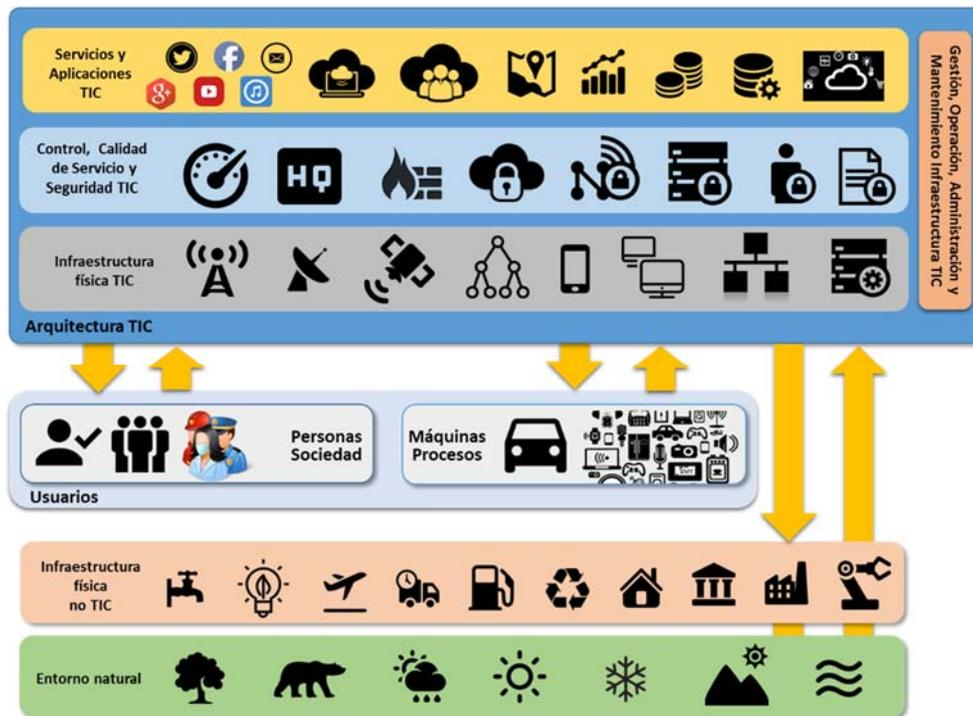 Servicios y
Aplicaciones
TIC
g+
Control, Calidad
de Servicio y
Seguridad TIC
HQ
Infraestructura
física TIC
Arquitectura TIC
Gestión, Operación, Administración y
Mantenimiento Infraestructura TIC
Personas
Sociedad
Máquinas
Procesos
Usuarios
Infraestructura
física
no TIC
Entorno natural